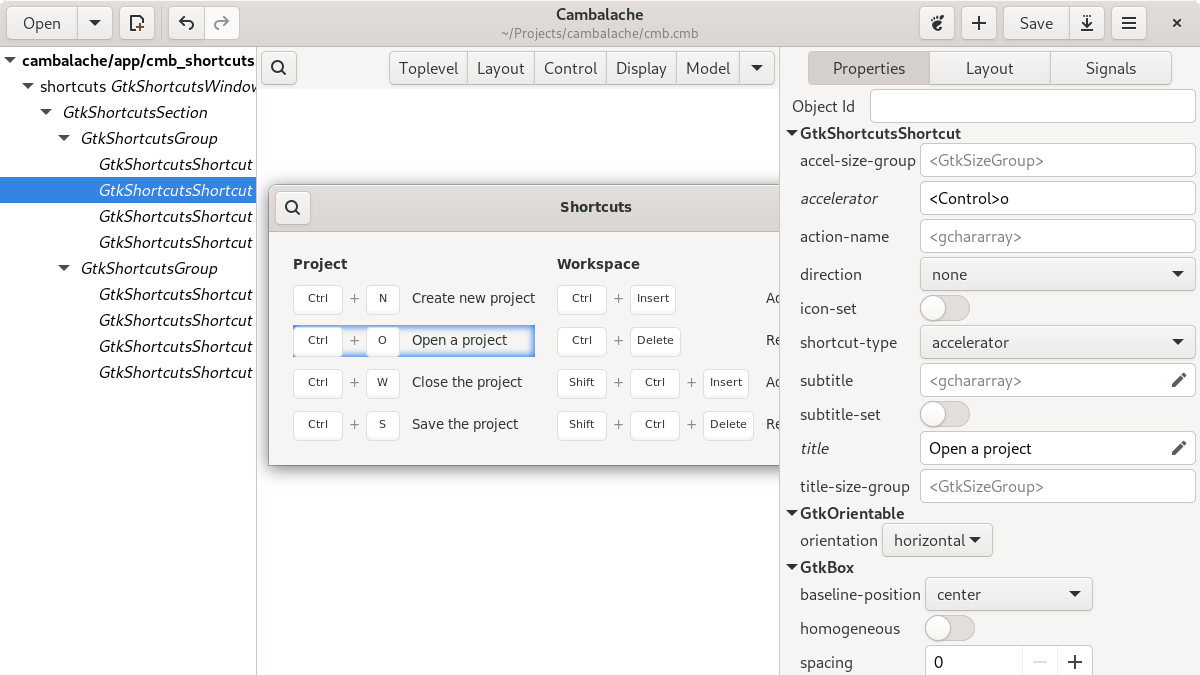 Open
Cambalache
~/Projects/cambalache/cmb.cmb
Save
cambalache/app/cmb_shortcuts
shortcuts GtkShortcutsWindow
GtkShortcutsSection
GtkShortcutsGroup
GtkShortcutsShortcut
GtkShortcutsShortcut
GtkShortcutsShortcut
GtkShortcutsShortcut
GtkShortcutsGroup
GtkShortcutsShortcut
GtkShortcutsShortcut
GtkShortcutsShortcut
GtkShortcutsShortcut
Toplevel Layout Control Display Model
Shortcuts
Project
Ctrl + N Create new project
Ctrl + O Open a project
Ctrl + W Close the project
Ctrl + S Save the project
Workspace
Ctrl + Insert
Ctrl + Delete
Shift + Ctrl + Insert
Shift + Ctrl + Delete
Properties Layout Signals
Object Id
GtkShortcutsShortcut
accel-size-group <GtkSizeGroup>
accelerator <Control>o
action-name <gchararray>
direction none
icon-set
shortcut-type accelerator
subtitle <gchararray>
subtitle-set
title Open a project
title-size-group <GtkSizeGroup>
GtkOrientable
orientation horizontal
GtkBox
baseline-position center
homogeneous
spacing 0